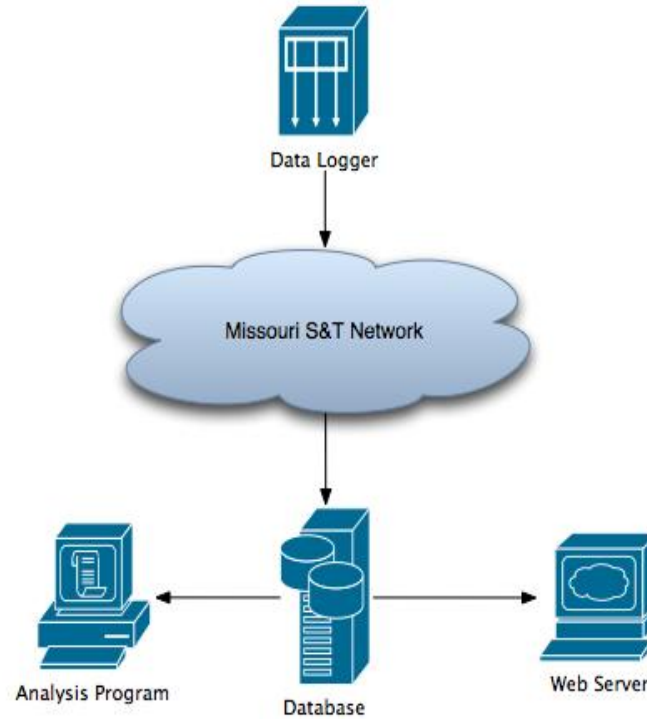 Data Logger
Missouri S&T Network
Analysis Program
Database
Web Server